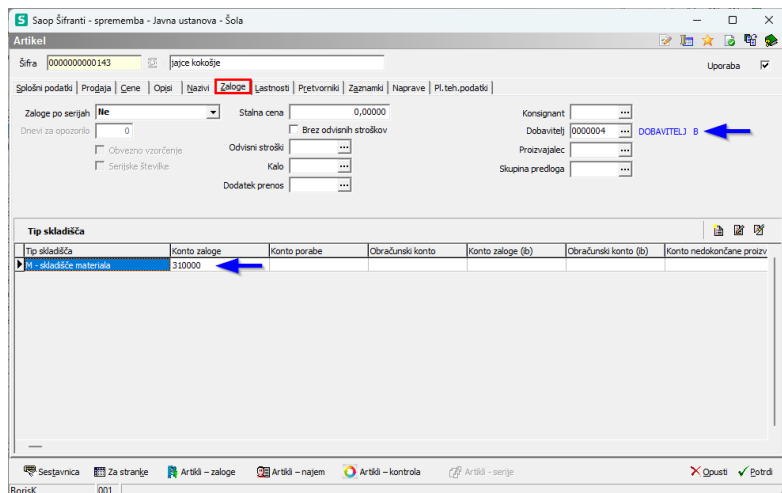 S Saop Šifranti - sprememba - Javna ustanova - Šola
Artikel
Šifra 0000000000143 jajce kokošje Uporaba
Splošni podatki Prodaja Cene Opisi Nazivi Zaloge Lastnosti Pretvorniki Zaznamki Naprave Pl.teh.podatki
Zaloge po serijah Ne Stalna cena 0,00000 Konsignant ...
Dnevi za opozorilo 0 Brez odvisnih stroškov Dobavitelj 0000004 ... DOBAVITELJ B
Obvezno vzorčenje Odvisni stroški ... Proizvajalec ...
Serijske številke Kalo ... Skupina predloga ...
Dodatek prenos ...
Tip skladišča
Tip skladišča Konto zaloge Konto porabe Obračunski konto Konto zaloge (ib) Obračunski konto (ib) Konto nedokončane proizv
M - skladišče materiala 310000
Sestavnica Za stranke Artikli – zaloge Artikli – najem Artikli – kontrola Artikli - serije Opusti Potrdi
BorisK 001